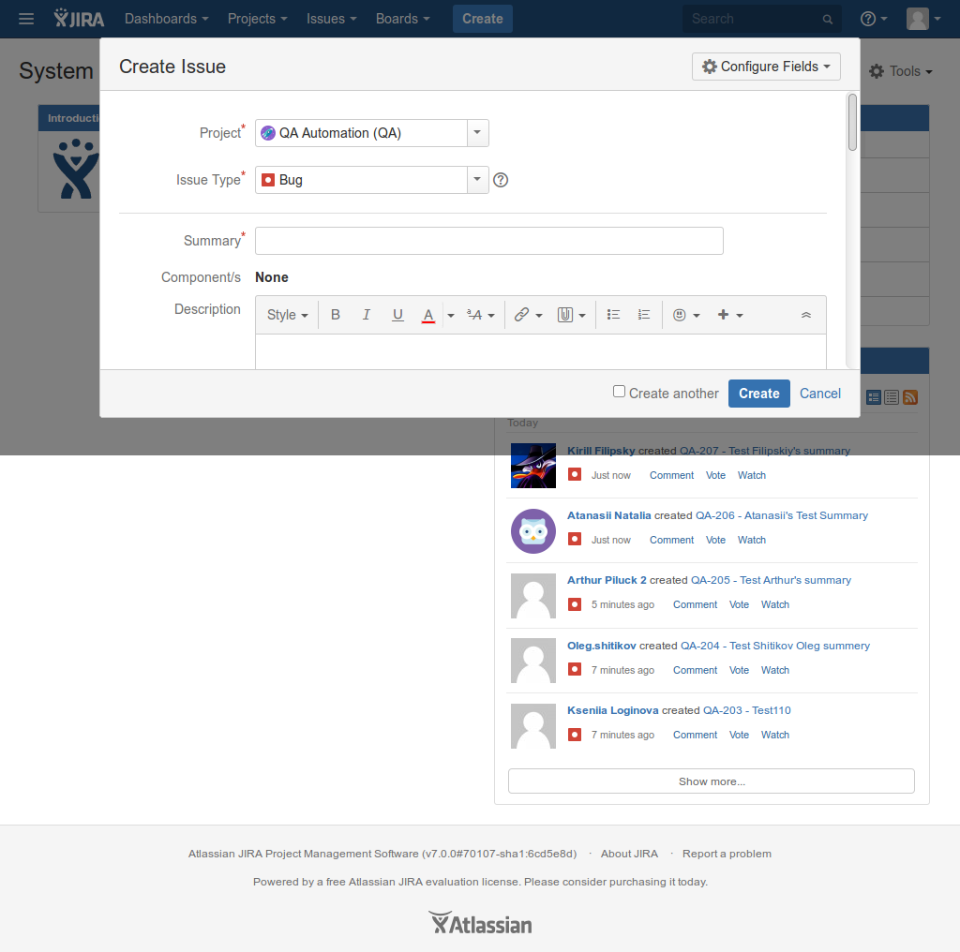 JIRA Dashboards Projects Issues Boards Create Search
System
Tools
Create Issue
Configure Fields
Project*
QA Automation (QA)
Issue Type*
Bug
Summary*
Component/s
None
Description
Style B I U A ªA
Create another Create Cancel
Today
Kirill Filipsky created QA-207 - Test Filipskiy's summary
Just now Comment Vote Watch
Atanasii Natalia created QA-206 - Atanasii's Test Summary
Just now Comment Vote Watch
Arthur Piluck 2 created QA-205 - Test Arthur's summary
5 minutes ago Comment Vote Watch
Oleg.shitikov created QA-204 - Test Shitikov Oleg summery
7 minutes ago Comment Vote Watch
Kseniia Loginova created QA-203 - Test110
7 minutes ago Comment Vote Watch
Show more...
Atlassian JIRA Project Management Software (v7.0.0#70107-sha1:6cd5e8d) · About JIRA · Report a problem
Powered by a free Atlassian JIRA evaluation license. Please consider purchasing it today.
Atlassian